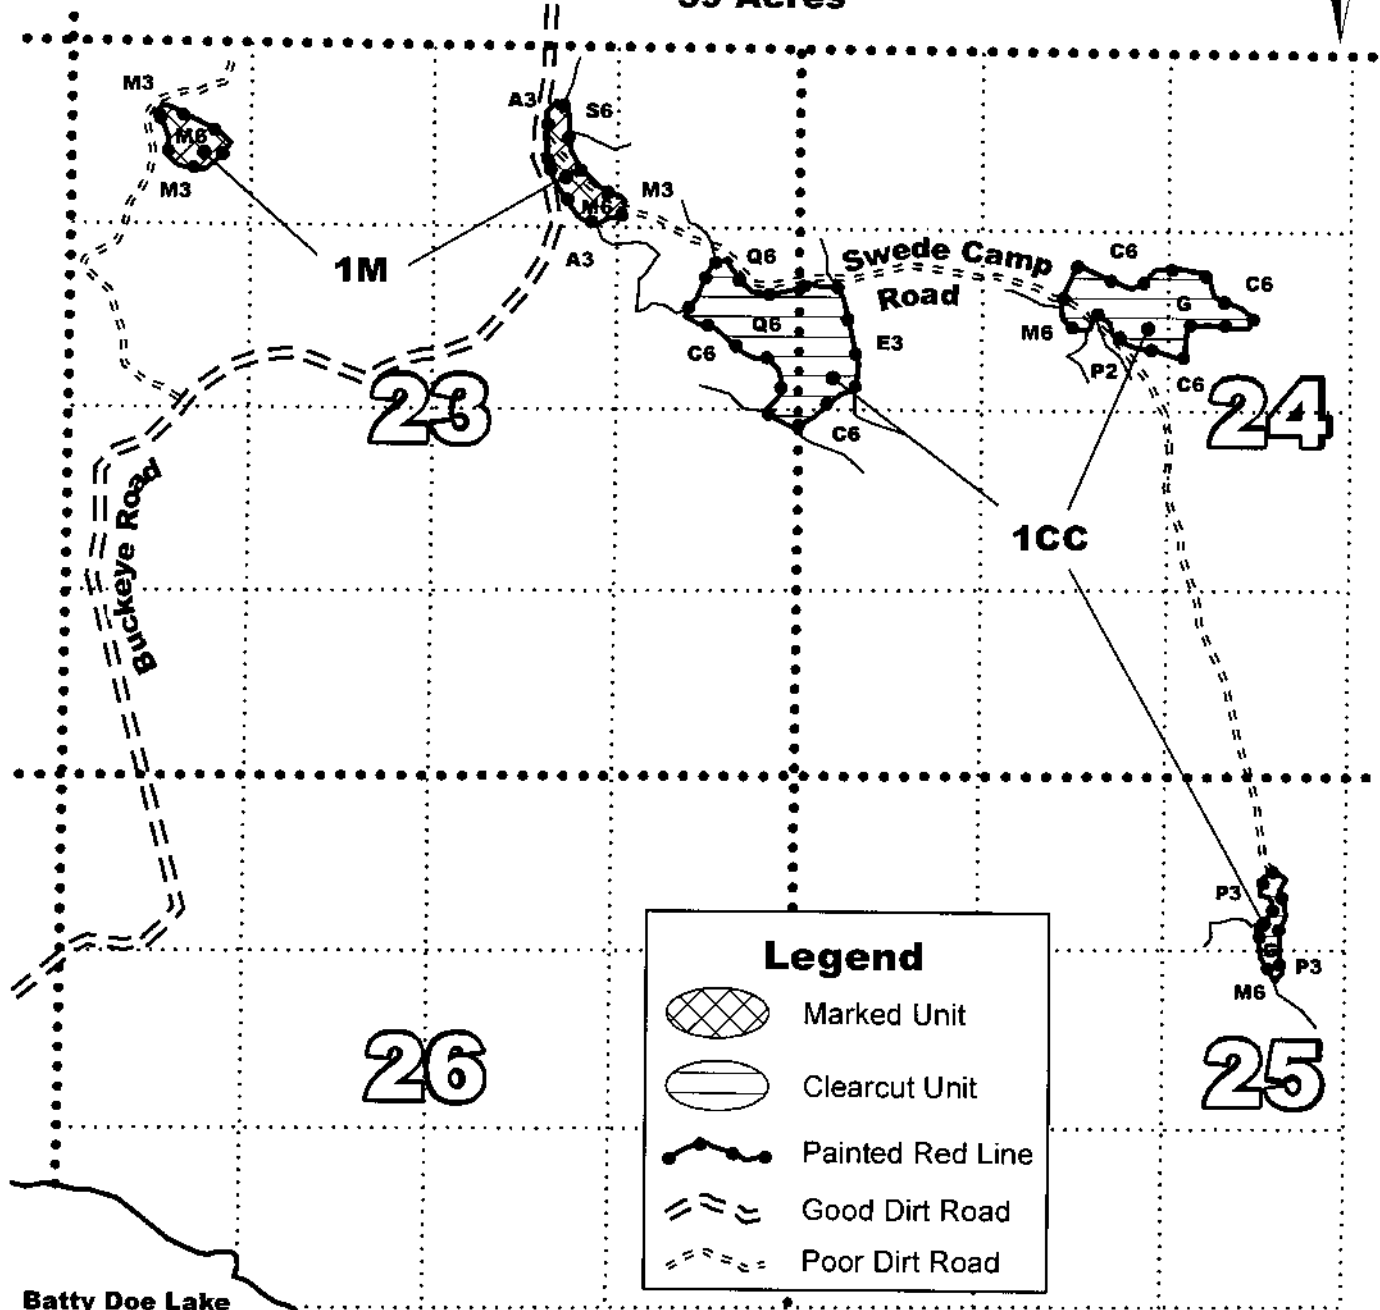 59 Acres
M3
M6
M3
A3
S6
M3
M6
A3
1M
Q6
Q6
C6
E3
C6
Swede Camp
Road
C6
C6
G
M6
P2
C6
23
24
Buckeye Road
1CC
P3
P3
M6
26
25
Legend
Marked Unit
Clearcut Unit
Painted Red Line
Good Dirt Road
Poor Dirt Road
Batty Doe Lake